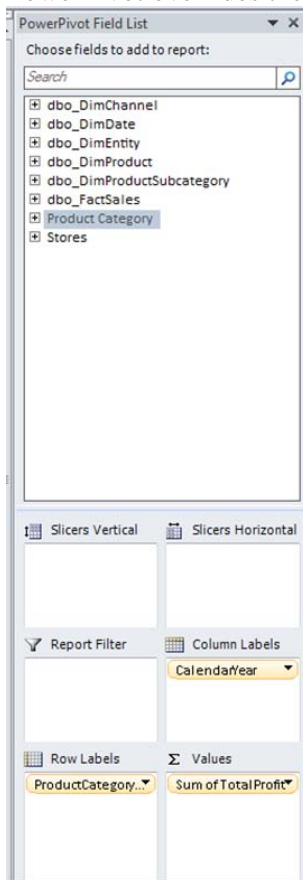 PowerPivot Field List
Choose fields to add to report:
Search
dbo_DimChannel
dbo_DimDate
dbo_DimEntity
dbo_DimProduct
dbo_DimProductSubcategory
dbo_FactSales
Product Category
Stores
Slicers Vertical
Slicers Horizontal
Report Filter
Column Labels
CalendarYear
Row Labels
Σ Values
ProductCategory...
Sum of TotalProfit